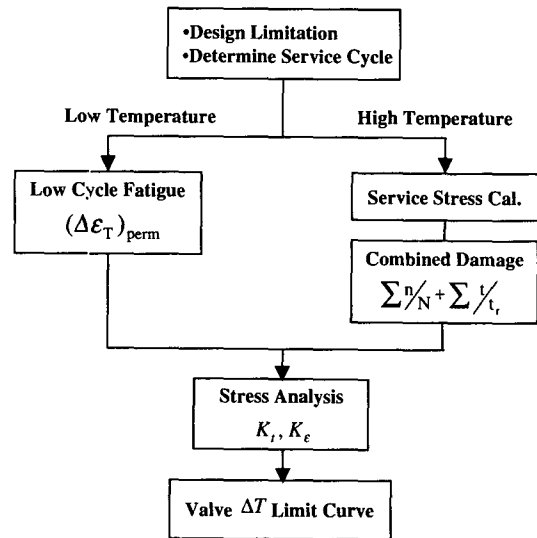 •Design Limitation
•Determine Service Cycle
Low Temperature
High Temperature
Low Cycle Fatigue
(Δε_T)_perm
Service Stress Cal.
Combined Damage
∑ n/N + ∑ t/t_r
Stress Analysis
K_t, K_ε
Valve ΔT Limit Curve